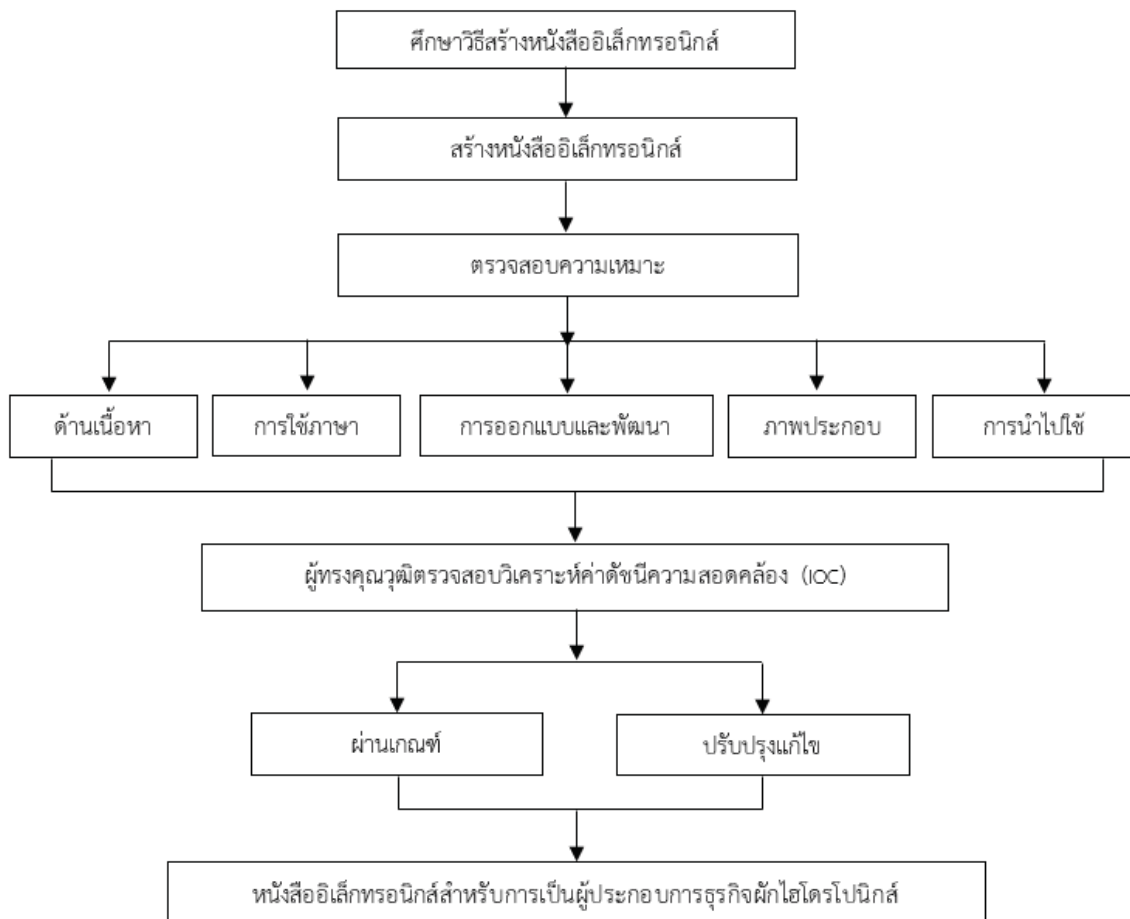 ศึกษาวิธีสร้างหนังสืออิเล็กทรอนิกส์
สร้างหนังสืออิเล็กทรอนิกส์
ตรวจสอบความเหมาะ
ด้านเนื้อหา
การใช้ภาษา
การออกแบบและพัฒนา
ภาพประกอบ
การนำไปใช้
ผู้ทรงคุณวุฒิตรวจสอบวิเคราะห์ค่าดัชนีความสอดคล้อง (IOC)
ผ่านเกณฑ์
ปรับปรุงแก้ไข
หนังสืออิเล็กทรอนิกส์สำหรับการเป็นผู้ประกอบการธุรกิจผักไฮโดรโปนิกส์